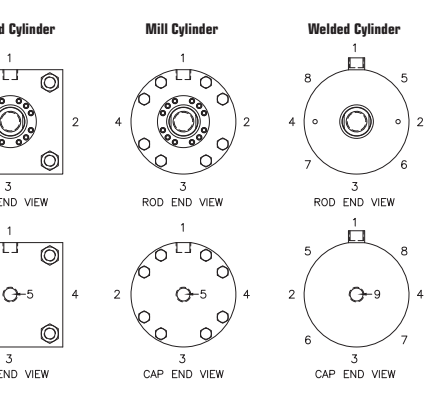 d Cylinder Mill Cylinder Welded Cylinder
1 1 1
8 5
2 4 2 4 2
7 6
3 3 3
END VIEW ROD END VIEW ROD END VIEW
1 1 1
5 8
5 4 2 5 4 2 9 4
6 7
3 3 3
END VIEW CAP END VIEW CAP END VIEW